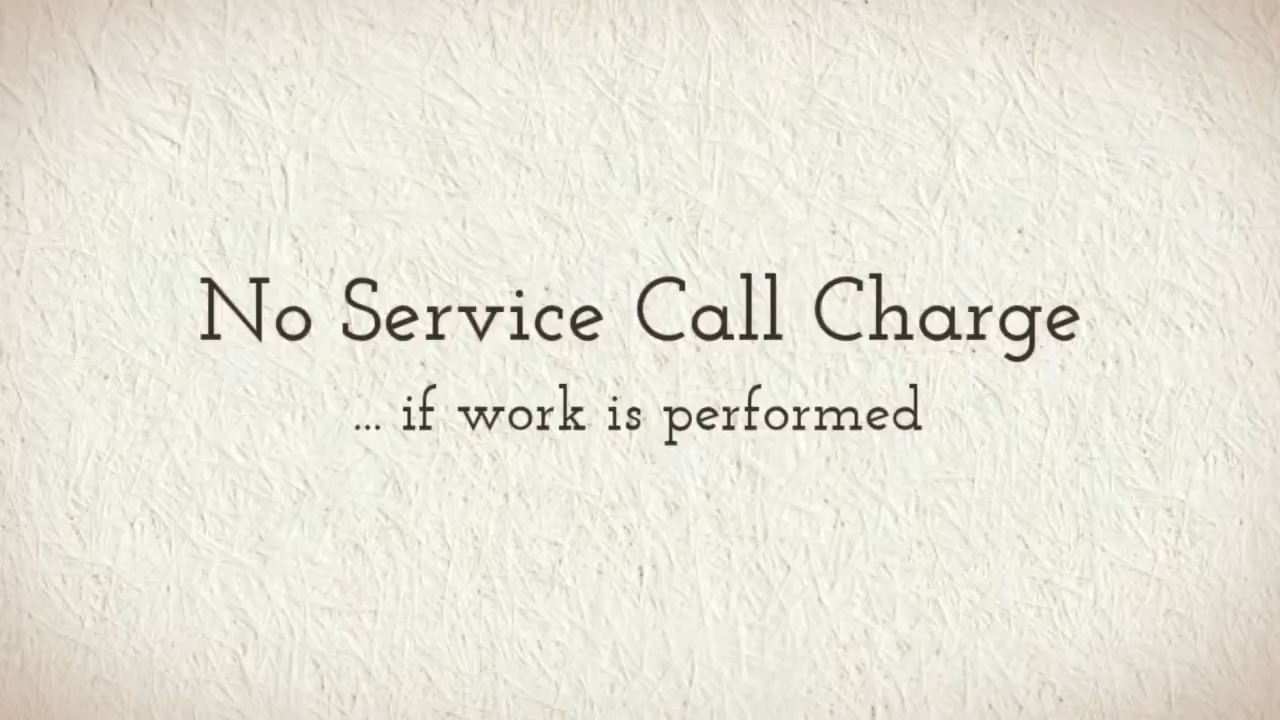 No Service Call Charge
... if work is performed